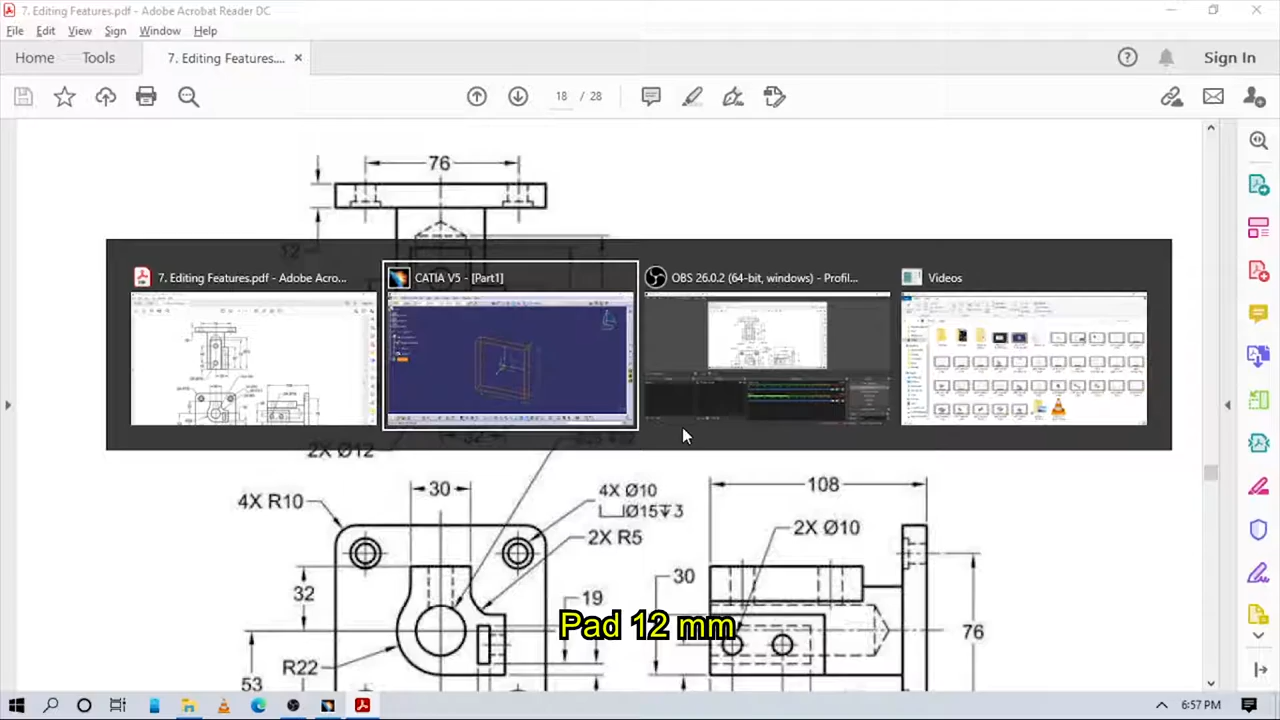 7. Editing Features.pdf - Adobe Acrobat Reader DC
File Edit View Sign Window Help
Home Tools 7. Editing Features.... × Sign In
18 / 28
76
12
7. Editing Features.pdf - Adobe Acro...
CATIA V5 - [Part1]
OBS 26.0.2 (64-bit, windows) - Profil...
Videos
2X Ø12
30
4X R10
4X Ø10
Ø15↧3
2X R5
108
2X Ø10
32
19
30
Pad 12 mm
76
R22
53
6:57 PM